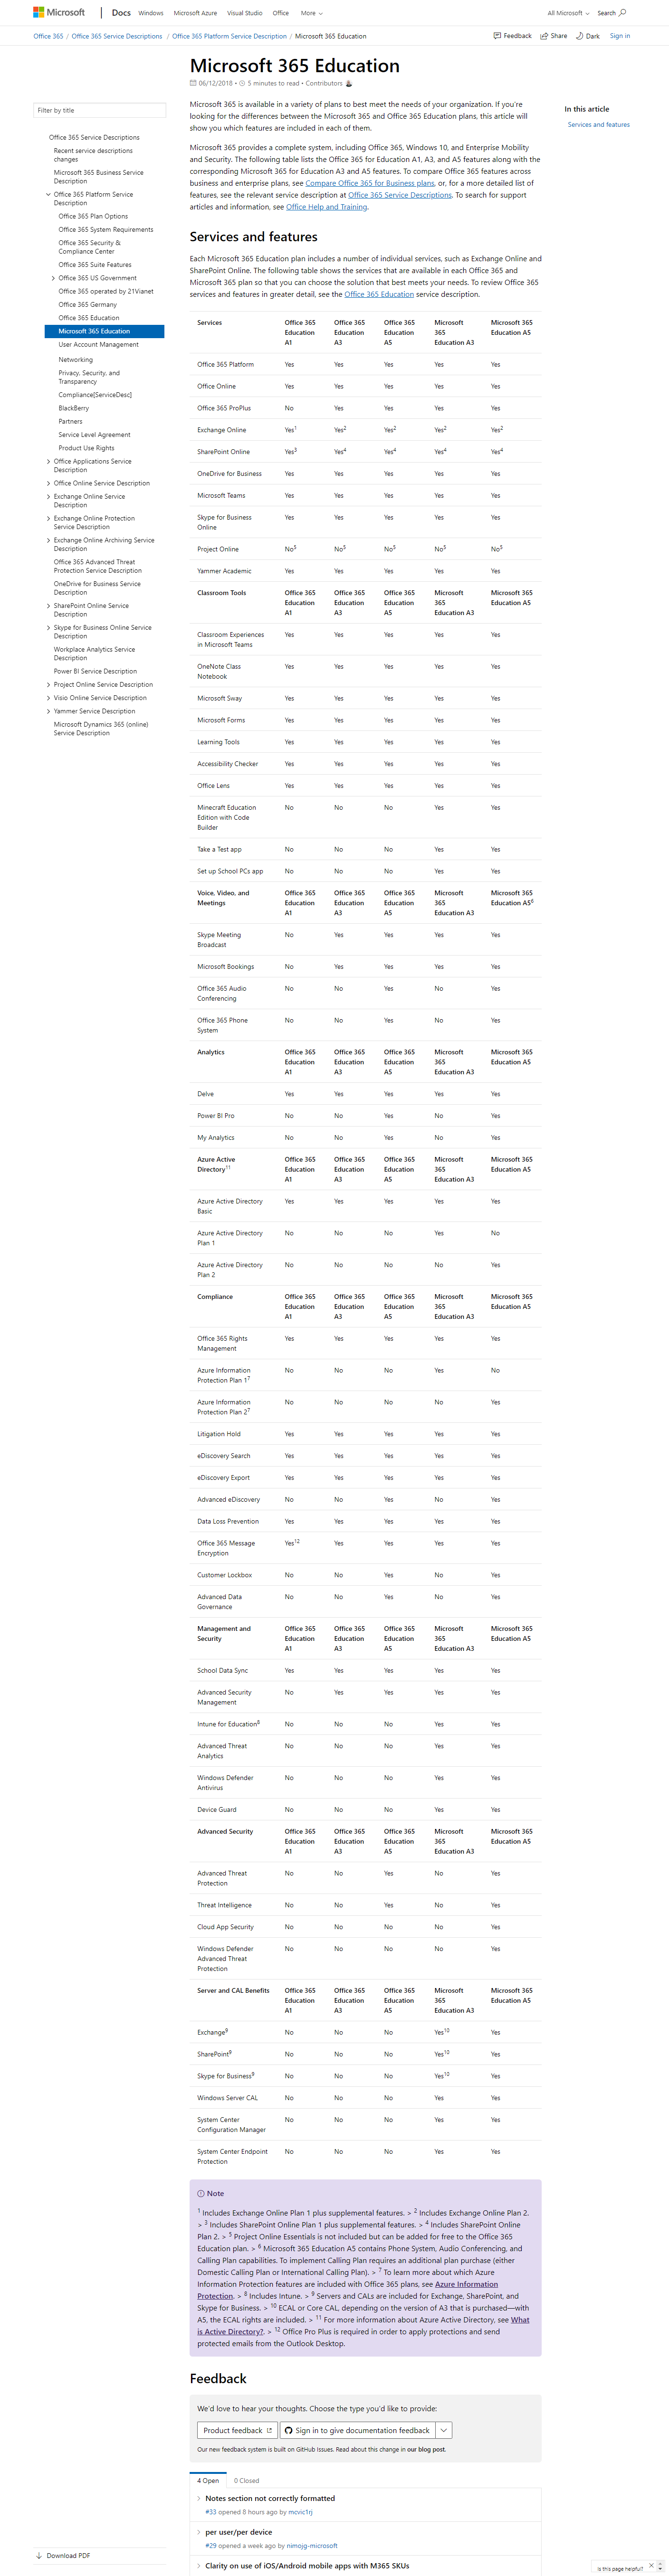 Microsoft | Docs Windows Microsoft Azure Visual Studio Office More All Microsoft Search
Office 365 / Office 365 Service Descriptions / Office 365 Platform Service Description / Microsoft 365 Education Feedback Share Dark Sign in
Microsoft 365 Education
06/12/2018 • 5 minutes to read • Contributors
Filter by title
Office 365 Service Descriptions
Recent service descriptions
changes
Microsoft 365 Business Service
Description
Office 365 Platform Service
Description
Office 365 Plan Options
Office 365 System Requirements
Office 365 Security &
Compliance Center
Office 365 Suite Features
Office 365 US Government
Office 365 operated by 21Vianet
Office 365 Germany
Office 365 Education
Microsoft 365 Education
User Account Management
Networking
Privacy, Security, and
Transparency
Compliance[ServiceDesc]
BlackBerry
Partners
Service Level Agreement
Product Use Rights
Office Applications Service
Description
Office Online Service Description
Exchange Online Service
Description
Exchange Online Protection
Service Description
Exchange Online Archiving Service
Description
Office 365 Advanced Threat
Protection Service Description
OneDrive for Business Service
Description
SharePoint Online Service
Description
Skype for Business Online Service
Description
Workplace Analytics Service
Description
Power BI Service Description
Project Online Service Description
Visio Online Service Description
Yammer Service Description
Microsoft Dynamics 365 (online)
Service Description
Download PDF
Microsoft 365 is available in a variety of plans to best meet the needs of your organization. If you're
looking for the differences between the Microsoft 365 and Office 365 Education plans, this article
will show you which features are included in each of them.
Microsoft 365 provides a complete system, including Office 365, Windows 10, and Enterprise Mobility
and Security. The following table lists the Office 365 for Education A1, A3, and A5 features along with the
corresponding Microsoft 365 for Education A3 and A5 features. To compare Office 365 features across
business and enterprise plans, see Compare Office 365 for Business plans, or, for a more detailed list of
features, see the relevant service description at Office 365 Service Descriptions. To search for support
articles and information, see Office Help and Training.
In this article
Services and features
Services and features
Each Microsoft 365 Education plan includes a number of individual services, such as Exchange Online and
SharePoint Online. The following table shows the services that are available in each Office 365 and
Microsoft 365 plan so that you can choose the solution that best meets your needs. To review Office 365
services and features in greater detail, see the Office 365 Education service description.
Services Office 365 Education A1 Office 365 Education A3 Office 365 Education A5 Microsoft 365 Education A3 Microsoft 365 Education A5
Office 365 Platform Yes Yes Yes Yes Yes
Office Online Yes Yes Yes Yes Yes
Office 365 ProPlus No Yes Yes Yes Yes
Exchange Online Yes1 Yes2 Yes2 Yes2 Yes2
SharePoint Online Yes3 Yes4 Yes4 Yes4 Yes4
OneDrive for Business Yes Yes Yes Yes Yes
Microsoft Teams Yes Yes Yes Yes Yes
Skype for Business Online Yes Yes Yes Yes Yes
Project Online No5 No5 No5 No5 No5
Yammer Academic Yes Yes Yes Yes Yes
Classroom Tools Office 365 Education A1 Office 365 Education A3 Office 365 Education A5 Microsoft 365 Education A3 Microsoft 365 Education A5
Classroom Experiences in Microsoft Teams Yes Yes Yes Yes Yes
OneNote Class Notebook Yes Yes Yes Yes Yes
Microsoft Sway Yes Yes Yes Yes Yes
Microsoft Forms Yes Yes Yes Yes Yes
Learning Tools Yes Yes Yes Yes Yes
Accessibility Checker Yes Yes Yes Yes Yes
Office Lens Yes Yes Yes Yes Yes
Minecraft Education Edition with Code Builder No No No Yes Yes
Take a Test app No No No Yes Yes
Set up School PCs app No No No Yes Yes
Voice, Video, and Meetings Office 365 Education A1 Office 365 Education A3 Office 365 Education A5 Microsoft 365 Education A3 Microsoft 365 Education A56
Skype Meeting Broadcast No Yes Yes Yes Yes
Microsoft Bookings No Yes Yes Yes Yes
Office 365 Audio Conferencing No No Yes No Yes
Office 365 Phone System No No Yes No Yes
Analytics Office 365 Education A1 Office 365 Education A3 Office 365 Education A5 Microsoft 365 Education A3 Microsoft 365 Education A5
Delve Yes Yes Yes Yes Yes
Power BI Pro No No Yes No Yes
My Analytics No No Yes No Yes
Azure Active Directory11 Office 365 Education A1 Office 365 Education A3 Office 365 Education A5 Microsoft 365 Education A3 Microsoft 365 Education A5
Azure Active Directory Basic Yes Yes Yes Yes Yes
Azure Active Directory Plan 1 No No No Yes No
Azure Active Directory Plan 2 No No No No Yes
Compliance Office 365 Education A1 Office 365 Education A3 Office 365 Education A5 Microsoft 365 Education A3 Microsoft 365 Education A5
Office 365 Rights Management Yes Yes Yes Yes Yes
Azure Information Protection Plan 17 No No No Yes No
Azure Information Protection Plan 27 No No No No Yes
Litigation Hold Yes Yes Yes Yes Yes
eDiscovery Search Yes Yes Yes Yes Yes
eDiscovery Export Yes Yes Yes Yes Yes
Advanced eDiscovery No No Yes No Yes
Data Loss Prevention Yes Yes Yes Yes Yes
Office 365 Message Encryption Yes12 Yes Yes Yes Yes
Customer Lockbox No No Yes No Yes
Advanced Data Governance No No Yes No Yes
Management and Security Office 365 Education A1 Office 365 Education A3 Office 365 Education A5 Microsoft 365 Education A3 Microsoft 365 Education A5
School Data Sync Yes Yes Yes Yes Yes
Advanced Security Management No Yes Yes Yes Yes
Intune for Education8 No No No Yes Yes
Advanced Threat Analytics No No No Yes Yes
Windows Defender Antivirus No No No Yes Yes
Device Guard No No No Yes Yes
Advanced Security Office 365 Education A1 Office 365 Education A3 Office 365 Education A5 Microsoft 365 Education A3 Microsoft 365 Education A5
Advanced Threat Protection No No Yes No Yes
Threat Intelligence No No Yes No Yes
Cloud App Security No No No No Yes
Windows Defender Advanced Threat Protection No No No No Yes
Server and CAL Benefits Office 365 Education A1 Office 365 Education A3 Office 365 Education A5 Microsoft 365 Education A3 Microsoft 365 Education A5
Exchange9 No No No Yes10 Yes
SharePoint9 No No No Yes10 Yes
Skype for Business9 No No No Yes10 Yes
Windows Server CAL No No No Yes Yes
System Center Configuration Manager No No No Yes Yes
System Center Endpoint Protection No No No Yes Yes
Note
1 Includes Exchange Online Plan 1 plus supplemental features. > 2 Includes Exchange Online Plan 2.
> 3 Includes SharePoint Online Plan 1 plus supplemental features. > 4 Includes SharePoint Online
Plan 2. > 5 Project Online Essentials is not included but can be added for free to the Office 365
Education plan. > 6 Microsoft 365 Education A5 contains Phone System, Audio Conferencing, and
Calling Plan capabilities. To implement Calling Plan requires an additional plan purchase (either
Domestic Calling Plan or International Calling Plan). > 7 To learn more about which Azure
Information Protection features are included with Office 365 plans, see Azure Information
Protection. > 8 Includes Intune. > 9 Servers and CALs are included for Exchange, SharePoint, and
Skype for Business. > 10 ECAL or Core CAL, depending on the version of A3 that is purchased—with
A5, the ECAL rights are included. > 11 For more information about Azure Active Directory, see What
is Active Directory?. > 12 Office Pro Plus is required in order to apply protections and send
protected emails from the Outlook Desktop.
Feedback
We'd love to hear your thoughts. Choose the type you'd like to provide:
Product feedback Sign in to give documentation feedback
Our new feedback system is built on GitHub Issues. Read about this change in our blog post.
4 Open 0 Closed
Notes section not correctly formatted
#33 opened 8 hours ago by mcvic1rj
per user/per device
#29 opened a week ago by nimojg-microsoft
Clarity on use of iOS/Android mobile apps with M365 SKUs
Is this page helpful?